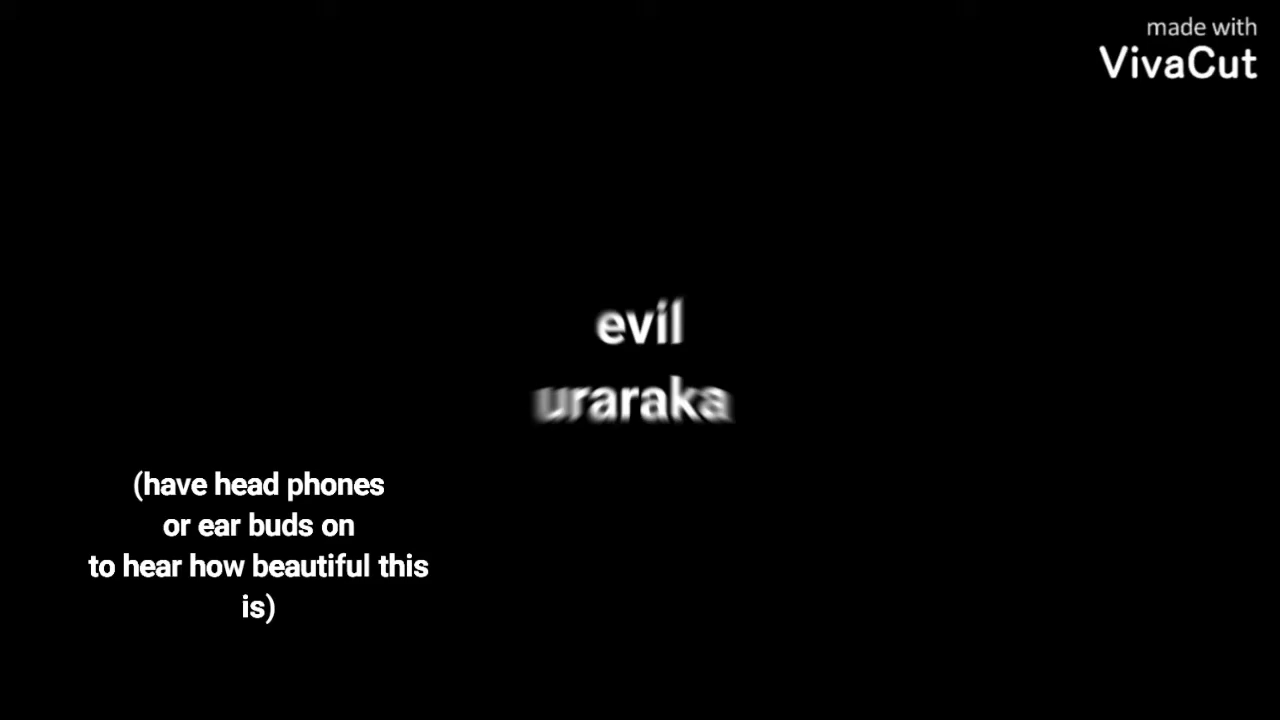 made with
VivaCut
evil
uraraka
(have head phones
or ear buds on
to hear how beautiful this
is)